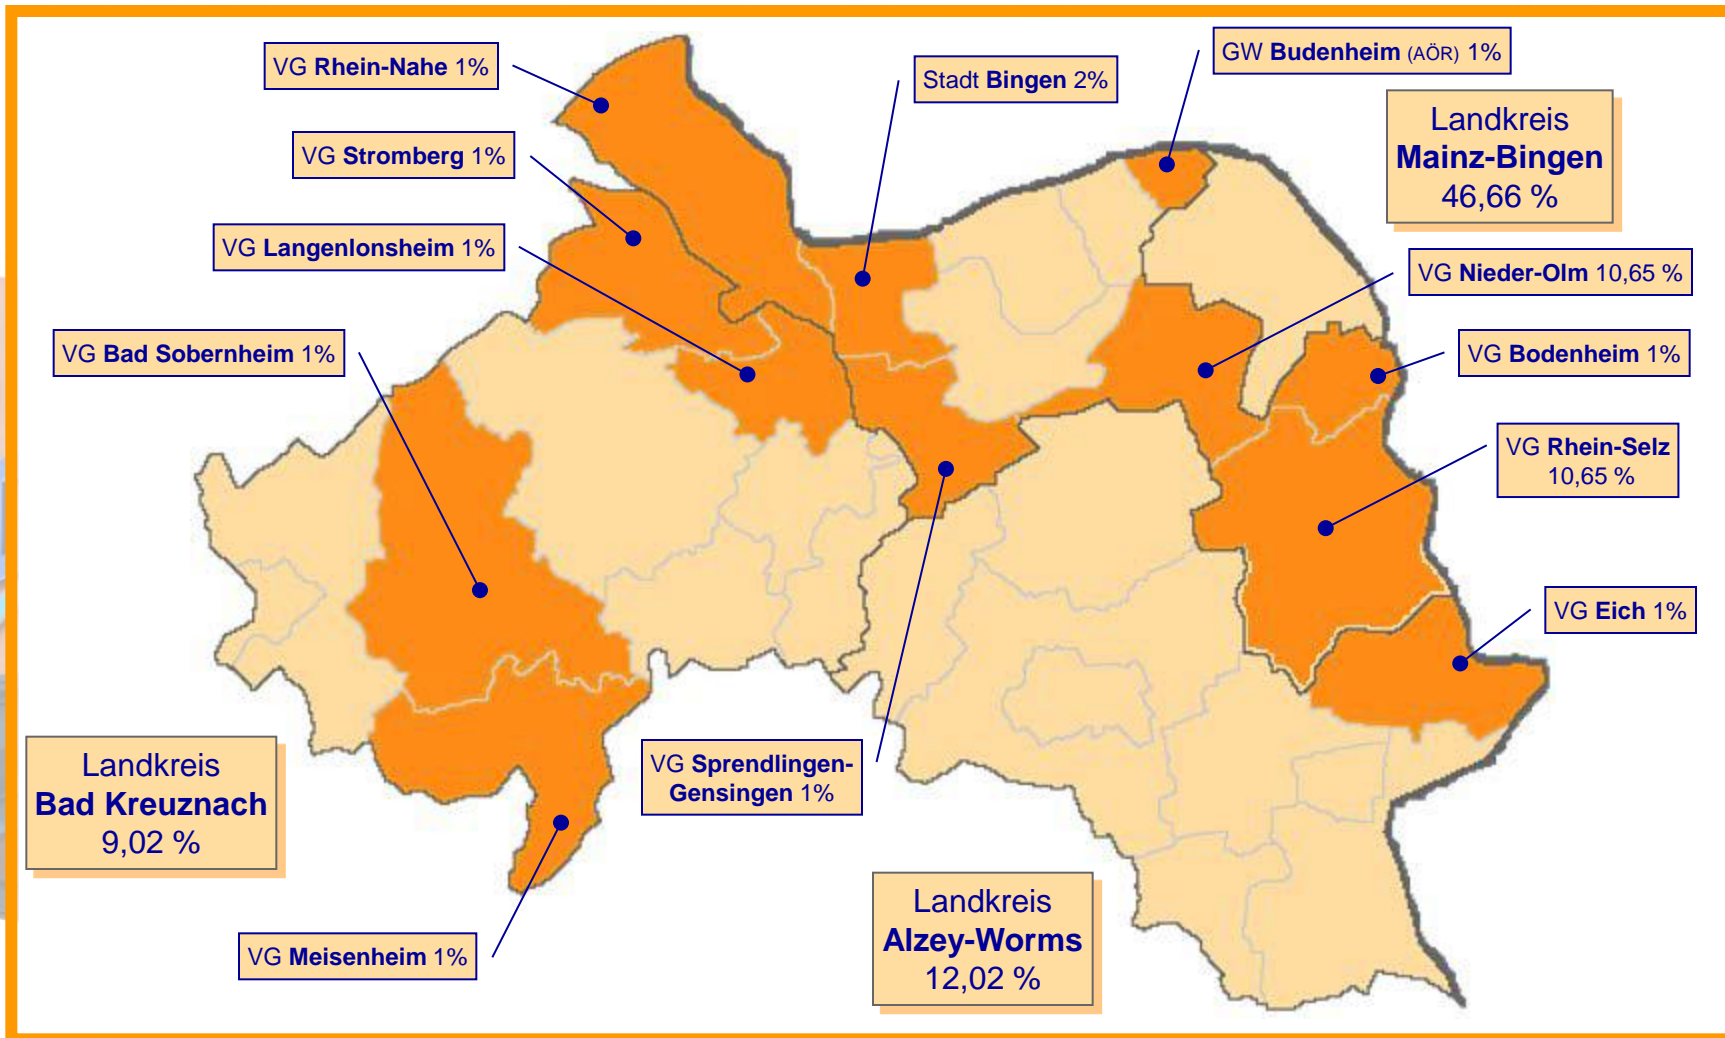 VG Rhein-Nahe 1%
Stadt Bingen 2%
GW Budenheim (AÖR) 1%
Landkreis
Mainz-Bingen
46,66 %
VG Stromberg 1%
VG Langenlonsheim 1%
VG Nieder-Olm 10,65 %
VG Bad Sobernheim 1%
VG Bodenheim 1%
VG Rhein-Selz
10,65 %
VG Eich 1%
Landkreis
Bad Kreuznach
9,02 %
VG Sprendlingen-
Gensingen 1%
Landkreis
Alzey-Worms
12,02 %
VG Meisenheim 1%